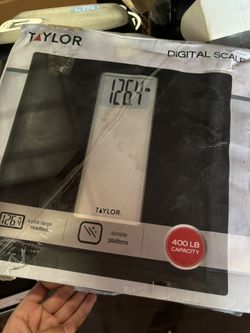 TAYLOR
DiGiTAL SCALE
126.4
TAYLOR
126.4
extra large
readout
durable
platform
400 LB
CAPACITY